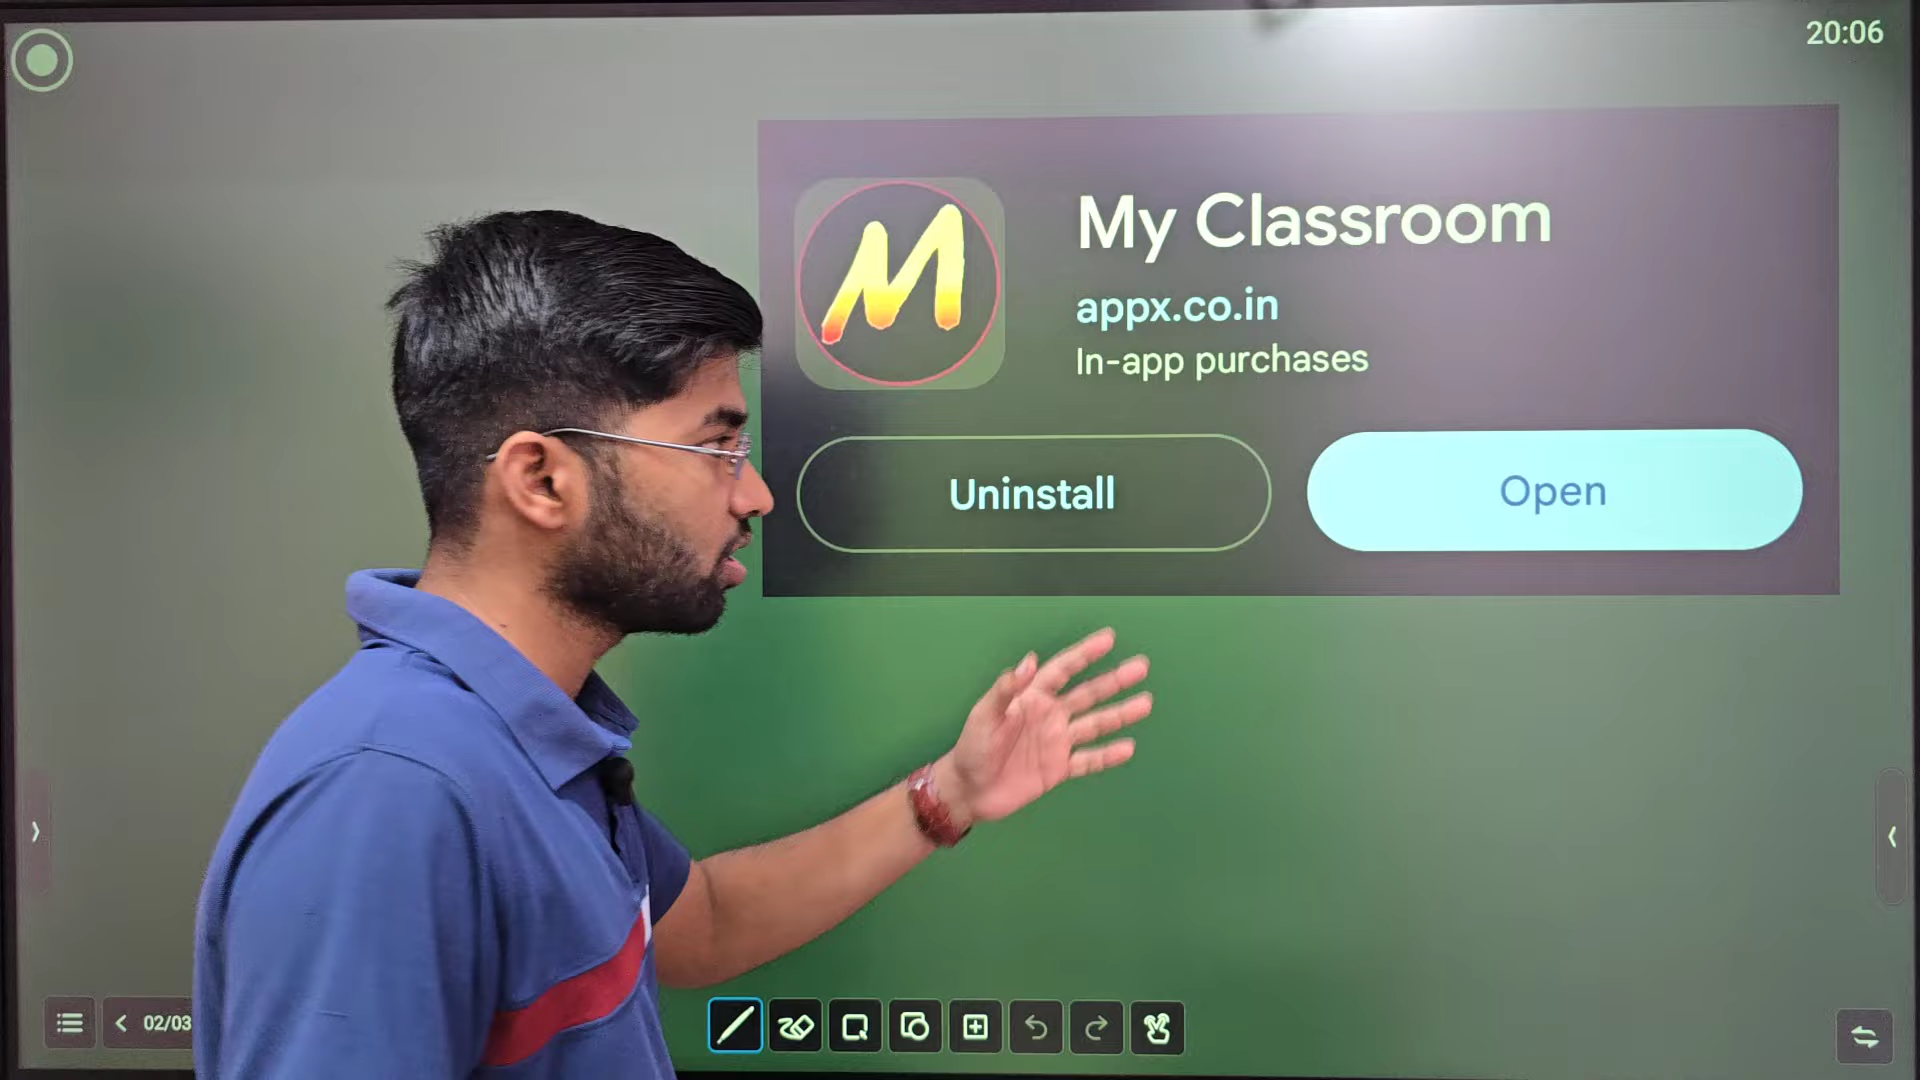 20:06
M
My Classroom
appx.co.in
In-app purchases
Uninstall
Open
02/03